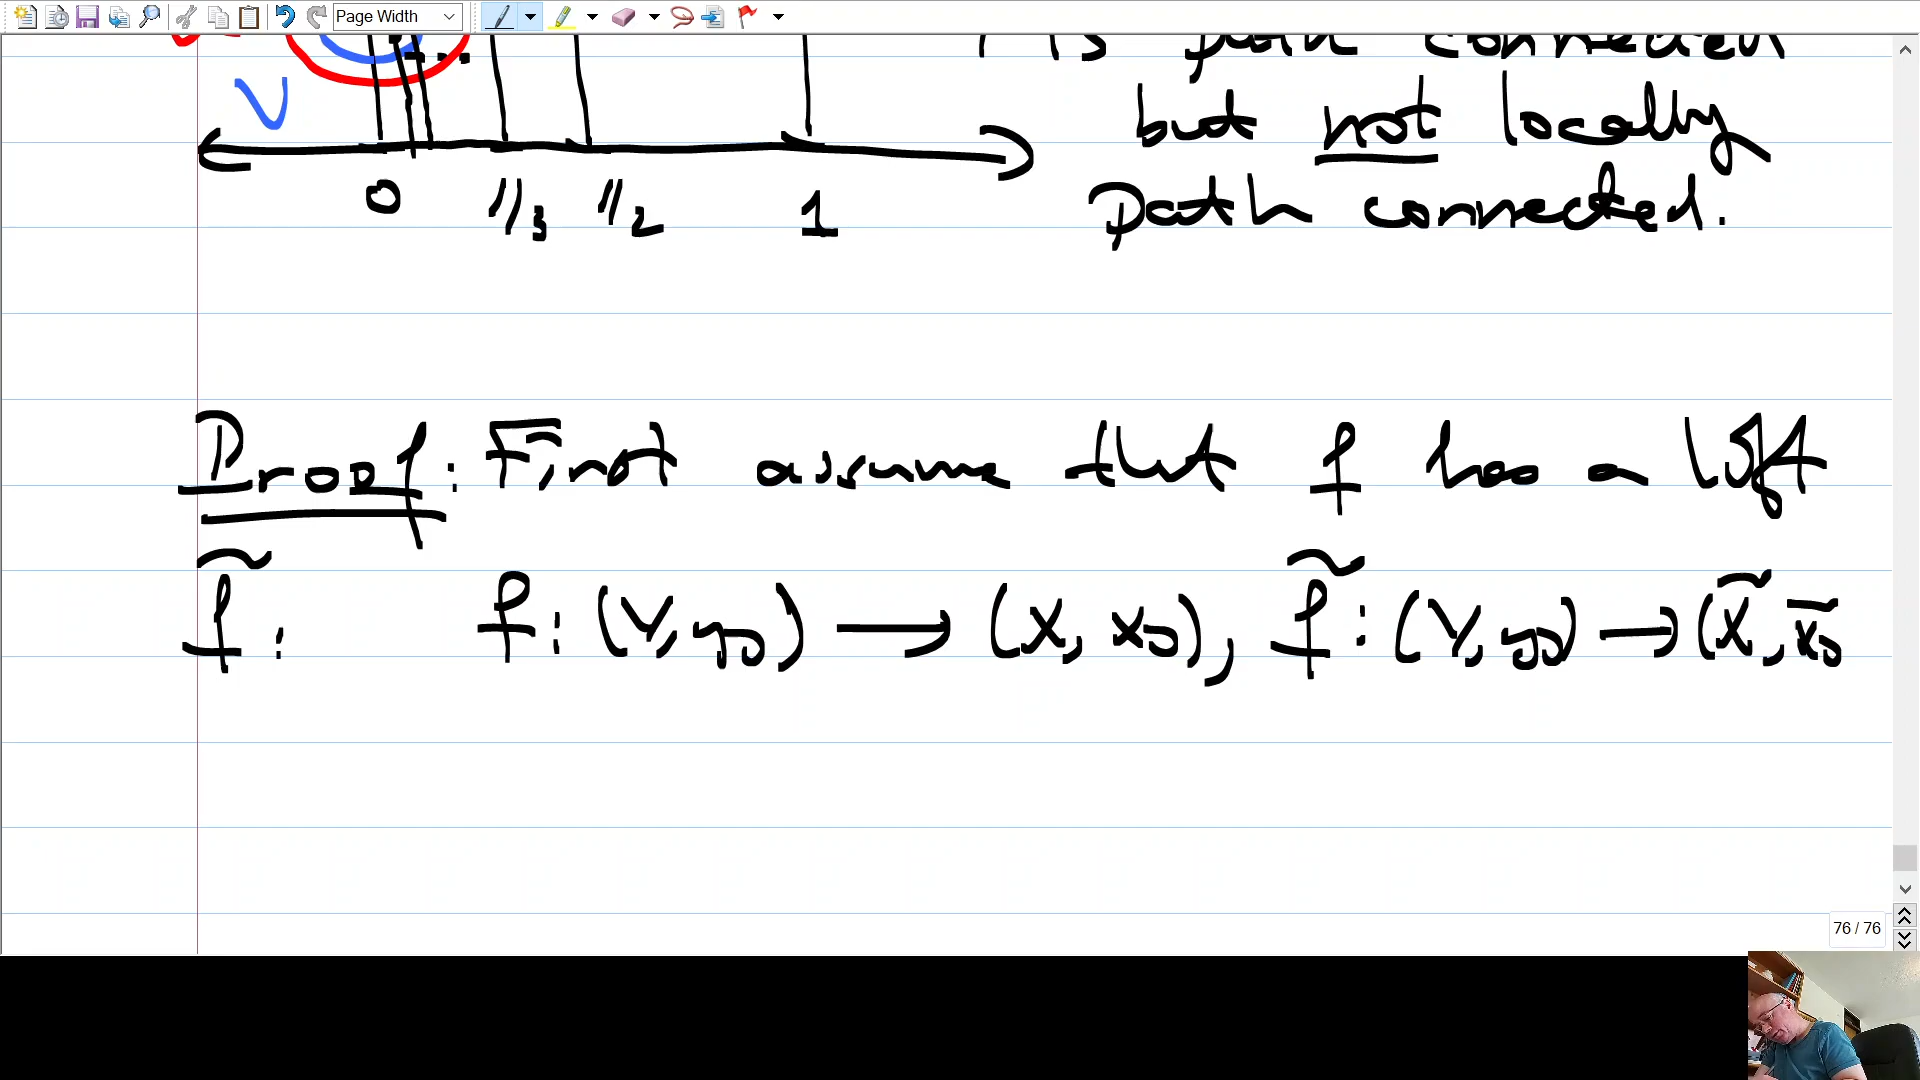 Page Width
Y is path connected
but not locally
path connected.
V
0 1/3 1/2 1
Proof: First assume that f has a lift
f̃: f: (Y, y0) → (X, x0), f̃: (Y, y0) → (X̃, x̃0
76 / 76